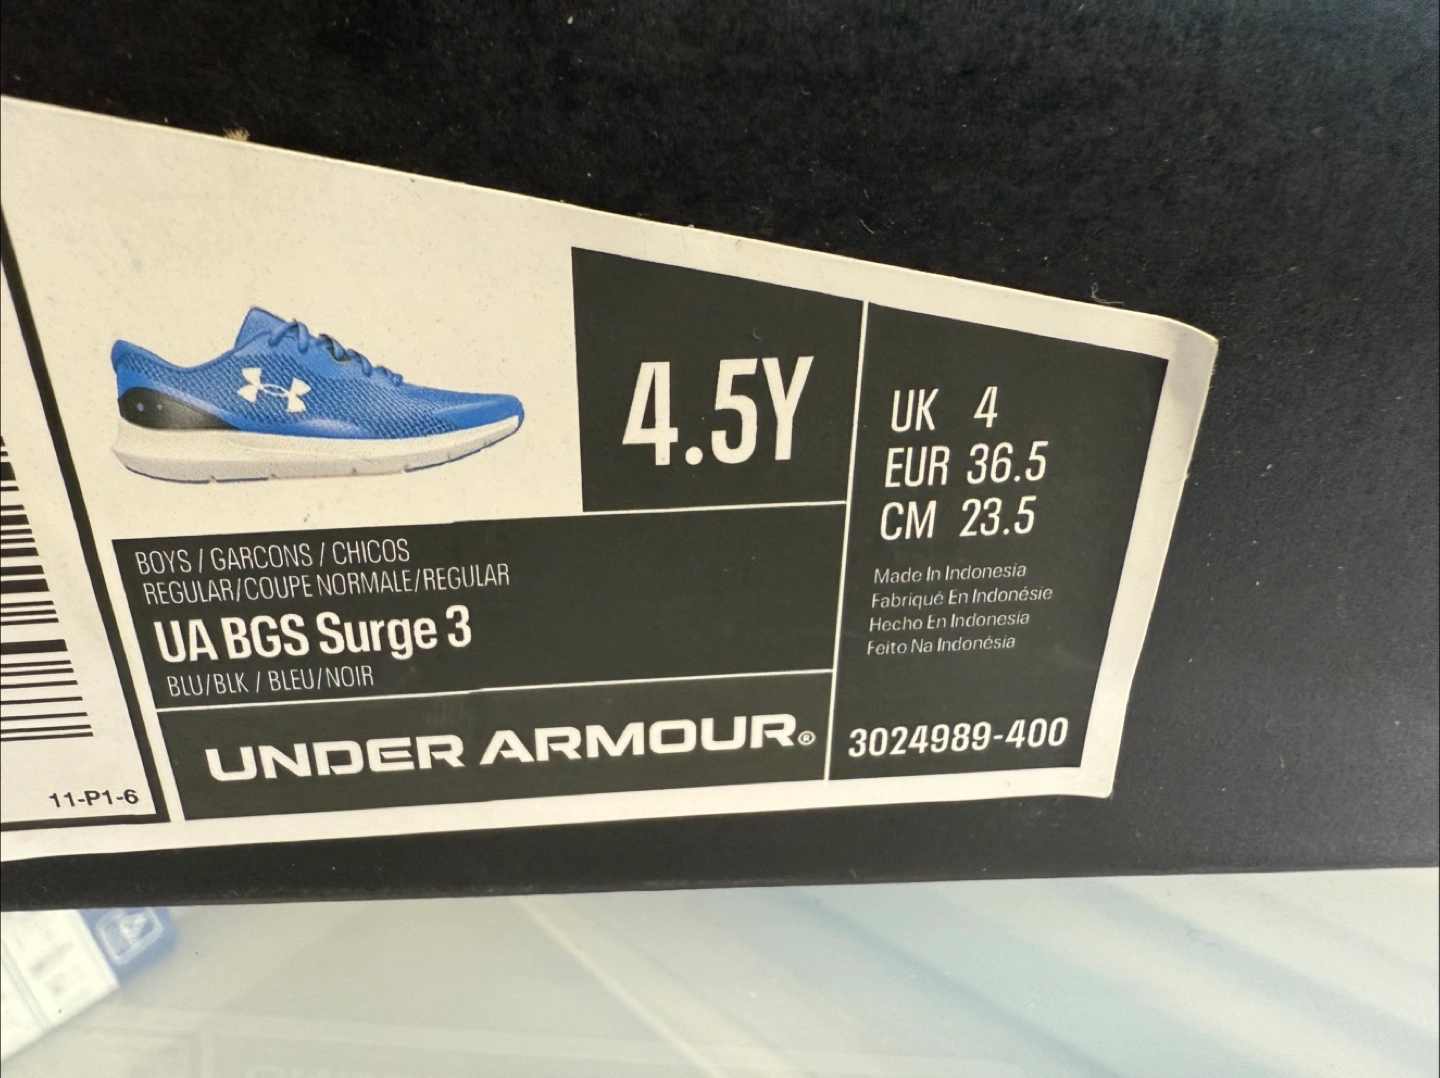 4.5Y
UK 4
EUR 36.5
CM 23.5
Made In Indonesia
Fabriqué En Indonésie
Hecho En Indonesia
Feito Na Indonésia
3024989-400
BOYS / GARCONS / CHICOS
REGULAR/COUPE NORMALE/REGULAR
UA BGS Surge 3
BLU/BLK / BLEU/NOIR
UNDER ARMOUR®
11-P1-6